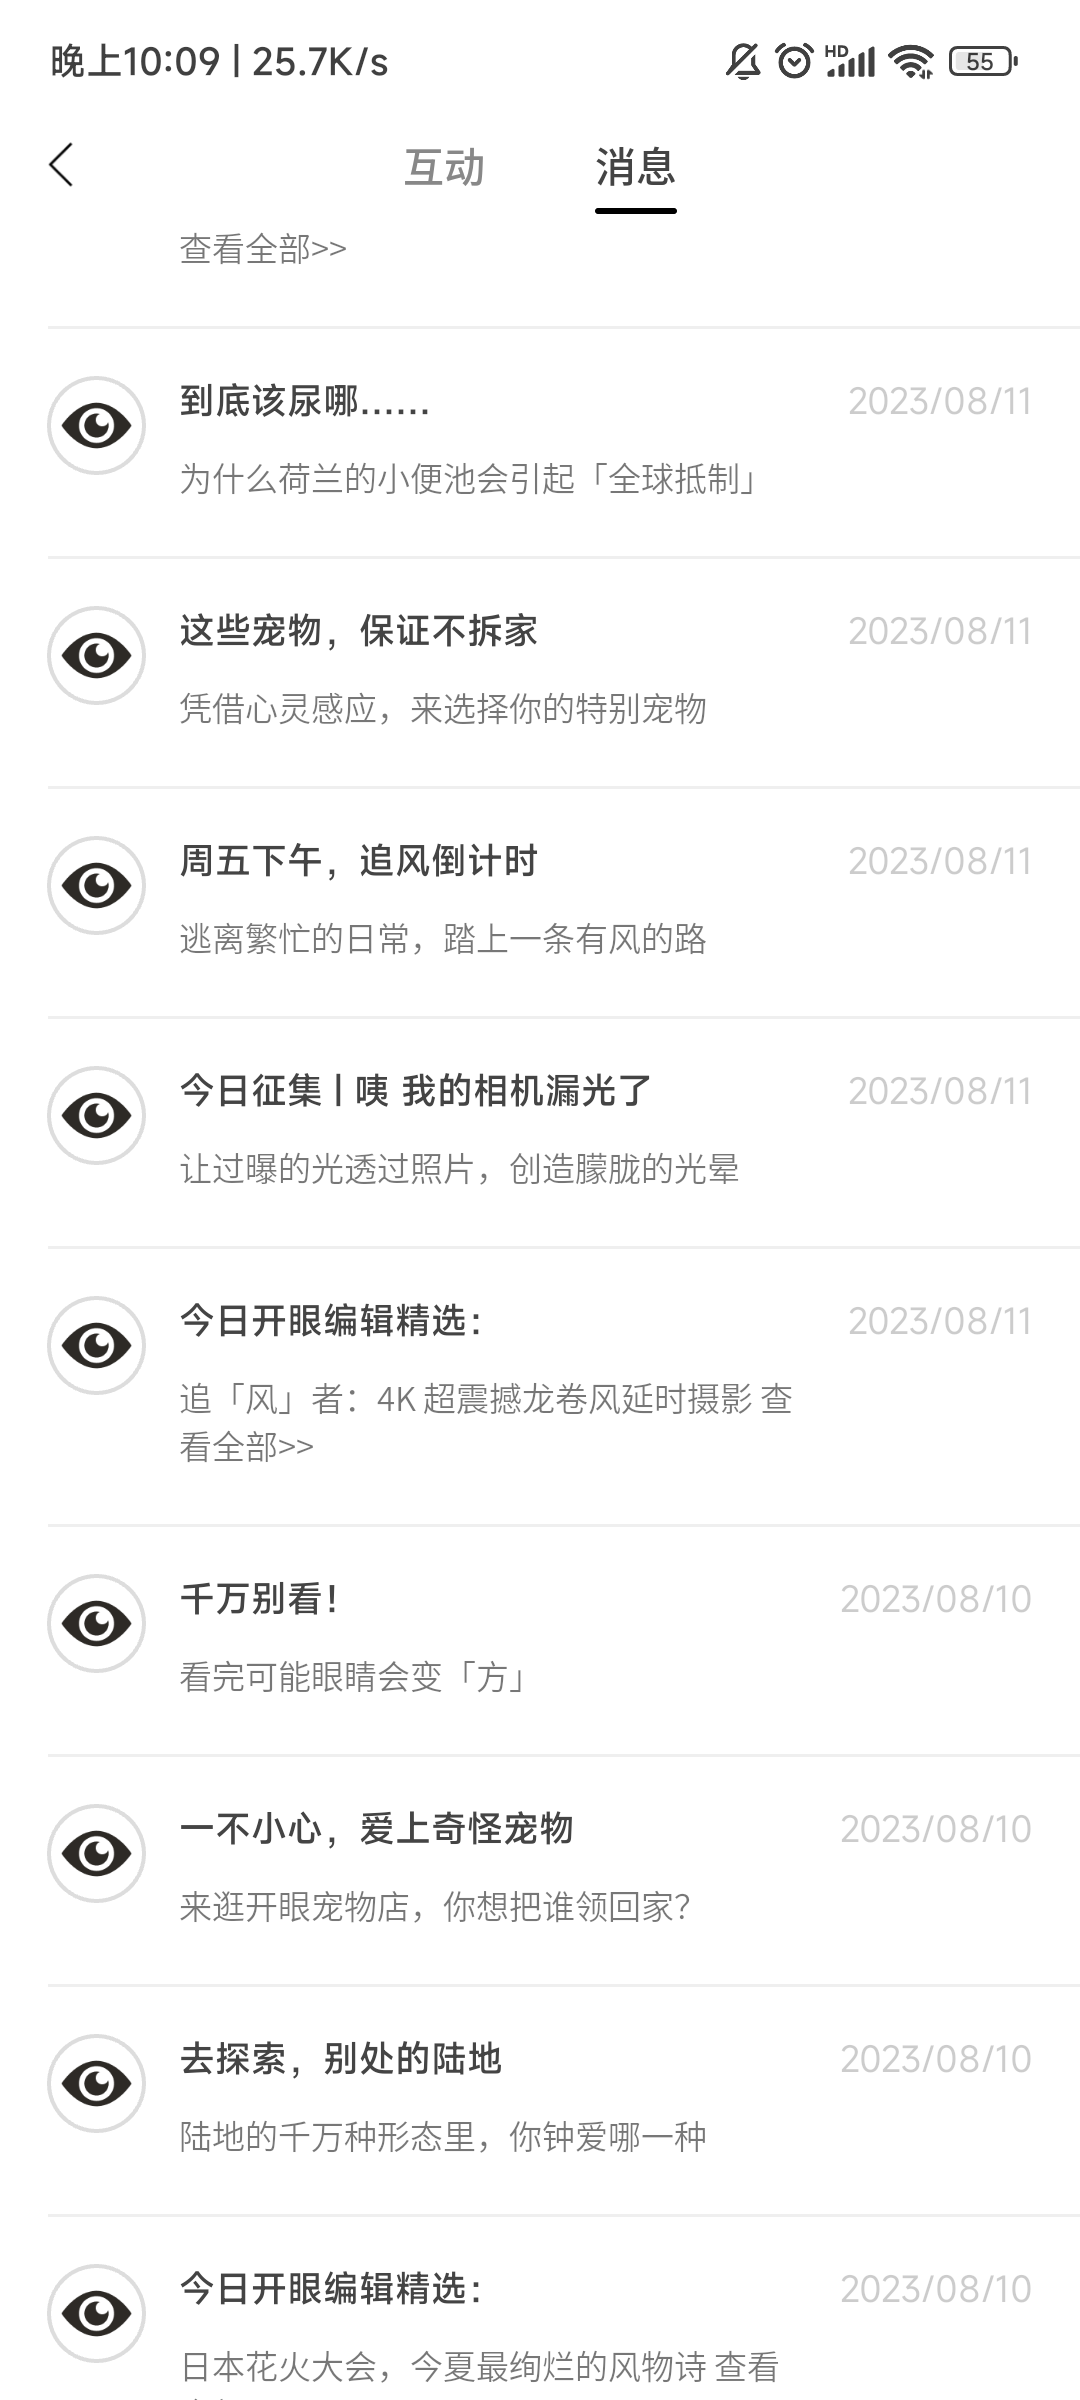 晚上10:09 | 25.7K/s
HD
55
互动
消息
查看全部>>
到底该尿哪......
2023/08/11
为什么荷兰的小便池会引起「全球抵制」
这些宠物，保证不拆家
2023/08/11
凭借心灵感应，来选择你的特别宠物
周五下午，追风倒计时
2023/08/11
逃离繁忙的日常，踏上一条有风的路
今日征集 | 咦 我的相机漏光了
2023/08/11
让过曝的光透过照片，创造朦胧的光晕
今日开眼编辑精选：
2023/08/11
追「风」者：4K 超震撼龙卷风延时摄影 查
看全部>>
千万别看！
2023/08/10
看完可能眼睛会变「方」
一不小心，爱上奇怪宠物
2023/08/10
来逛开眼宠物店，你想把谁领回家？
去探索，别处的陆地
2023/08/10
陆地的千万种形态里，你钟爱哪一种
今日开眼编辑精选：
2023/08/10
日本花火大会，今夏最绚烂的风物诗 查看